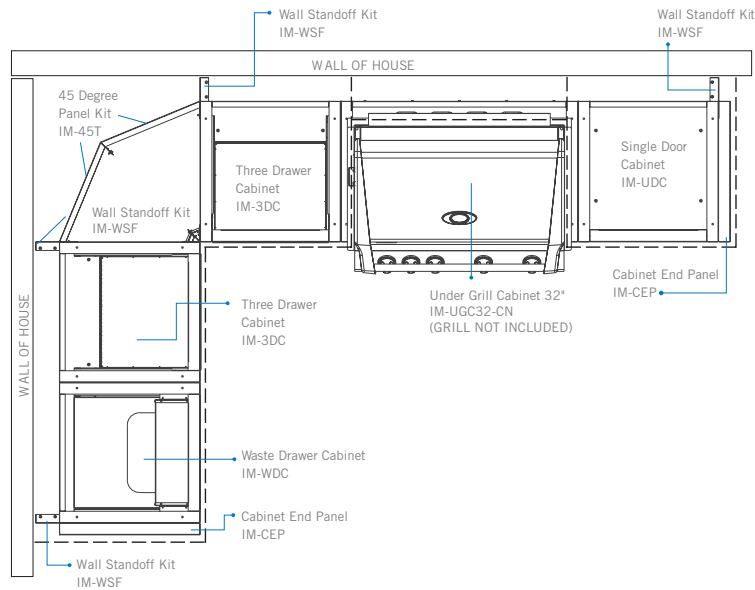 Wall Standoff Kit
IM-WSF
Wall Standoff Kit
IM-WSF
WALL OF HOUSE
45 Degree
Panel Kit
IM-45T
Three Drawer
Cabinet
IM-3DC
Single Door
Cabinet
IM-UDC
Wall Standoff Kit
IM-WSF
Cabinet End Panel
IM-CEP
Under Grill Cabinet 32"
IM-UGC32-CN
(GRILL NOT INCLUDED)
Three Drawer
Cabinet
IM-3DC
WALL OF HOUSE
Waste Drawer Cabinet
IM-WDC
Cabinet End Panel
IM-CEP
Wall Standoff Kit
IM-WSF